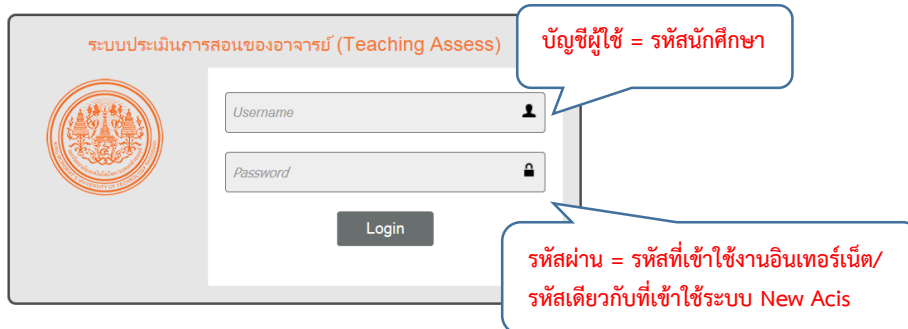 ระบบประเมินการสอนของอาจารย์ (Teaching Assess)
บัญชีผู้ใช้ = รหัสนักศึกษา
Username
Password
Login
รหัสผ่าน = รหัสที่เข้าใช้งานอินเทอร์เน็ต/
รหัสเดียวกับที่เข้าใช้ระบบ New Acis